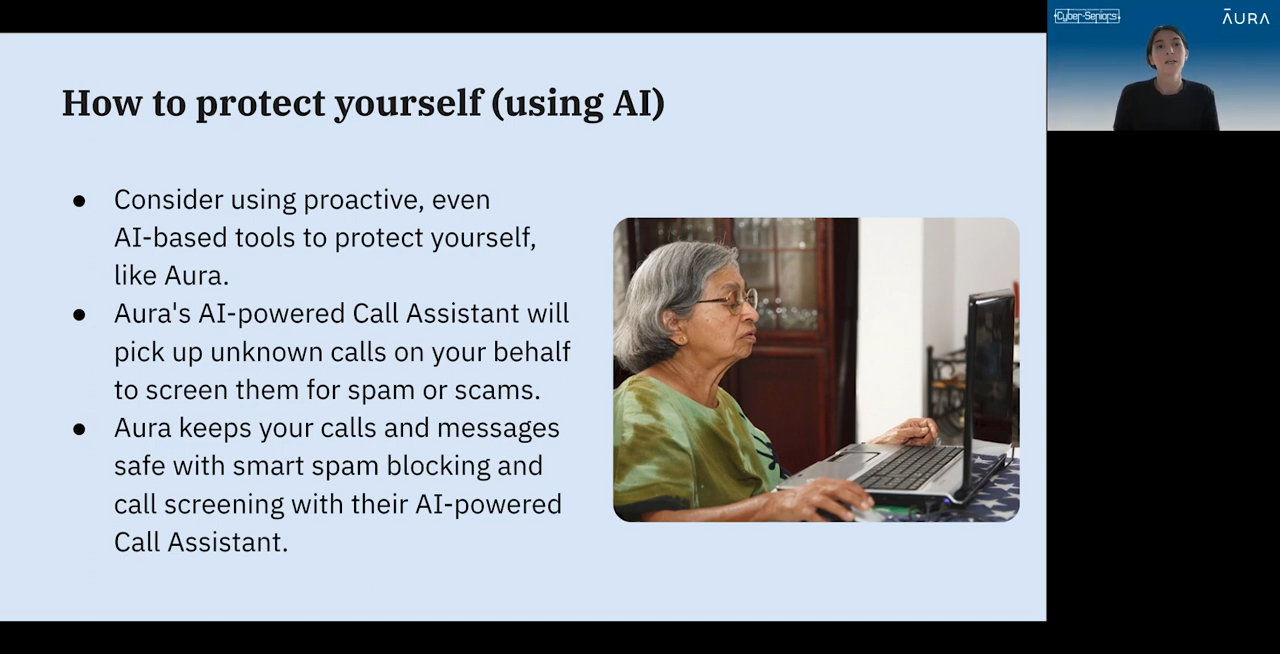 How to protect yourself (using AI)
● Consider using proactive, even
AI-based tools to protect yourself,
like Aura.
● Aura's AI-powered Call Assistant will
pick up unknown calls on your behalf
to screen them for spam or scams.
● Aura keeps your calls and messages
safe with smart spam blocking and
call screening with their AI-powered
Call Assistant.
Cyber-Seniors
ĀURA